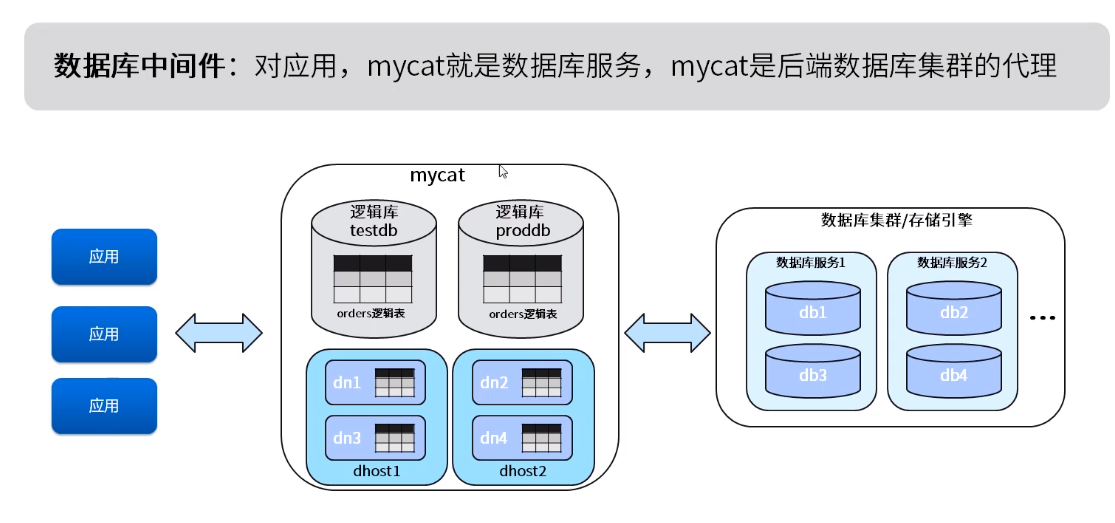 数据库中间件：对应用，mycat就是数据库服务，mycat是后端数据库集群的代理
mycat
逻辑库
testdb
逻辑库
proddb
orders逻辑表
orders逻辑表
dn1
dn2
dn3
dn4
dhost1
dhost2
应用
应用
应用
数据库集群/存储引擎
数据库服务1
数据库服务2
db1
db2
db3
db4
...